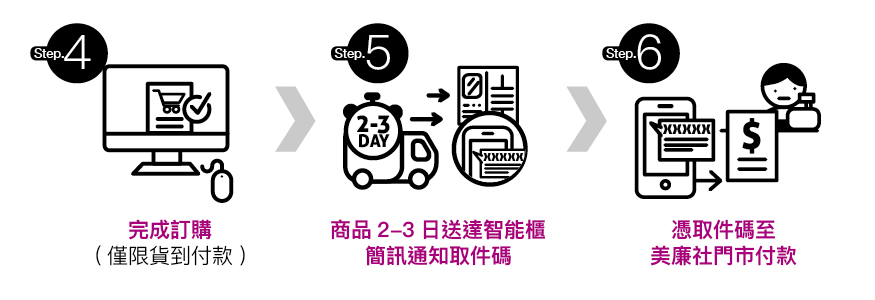 Step.4
Step.5
Step.6
2-3
DAY
XXXXX
XXXXX
$
完成訂購
（僅限貨到付款）
商品 2–3 日送達智能櫃
簡訊通知取件碼
憑取件碼至
美廉社門市付款